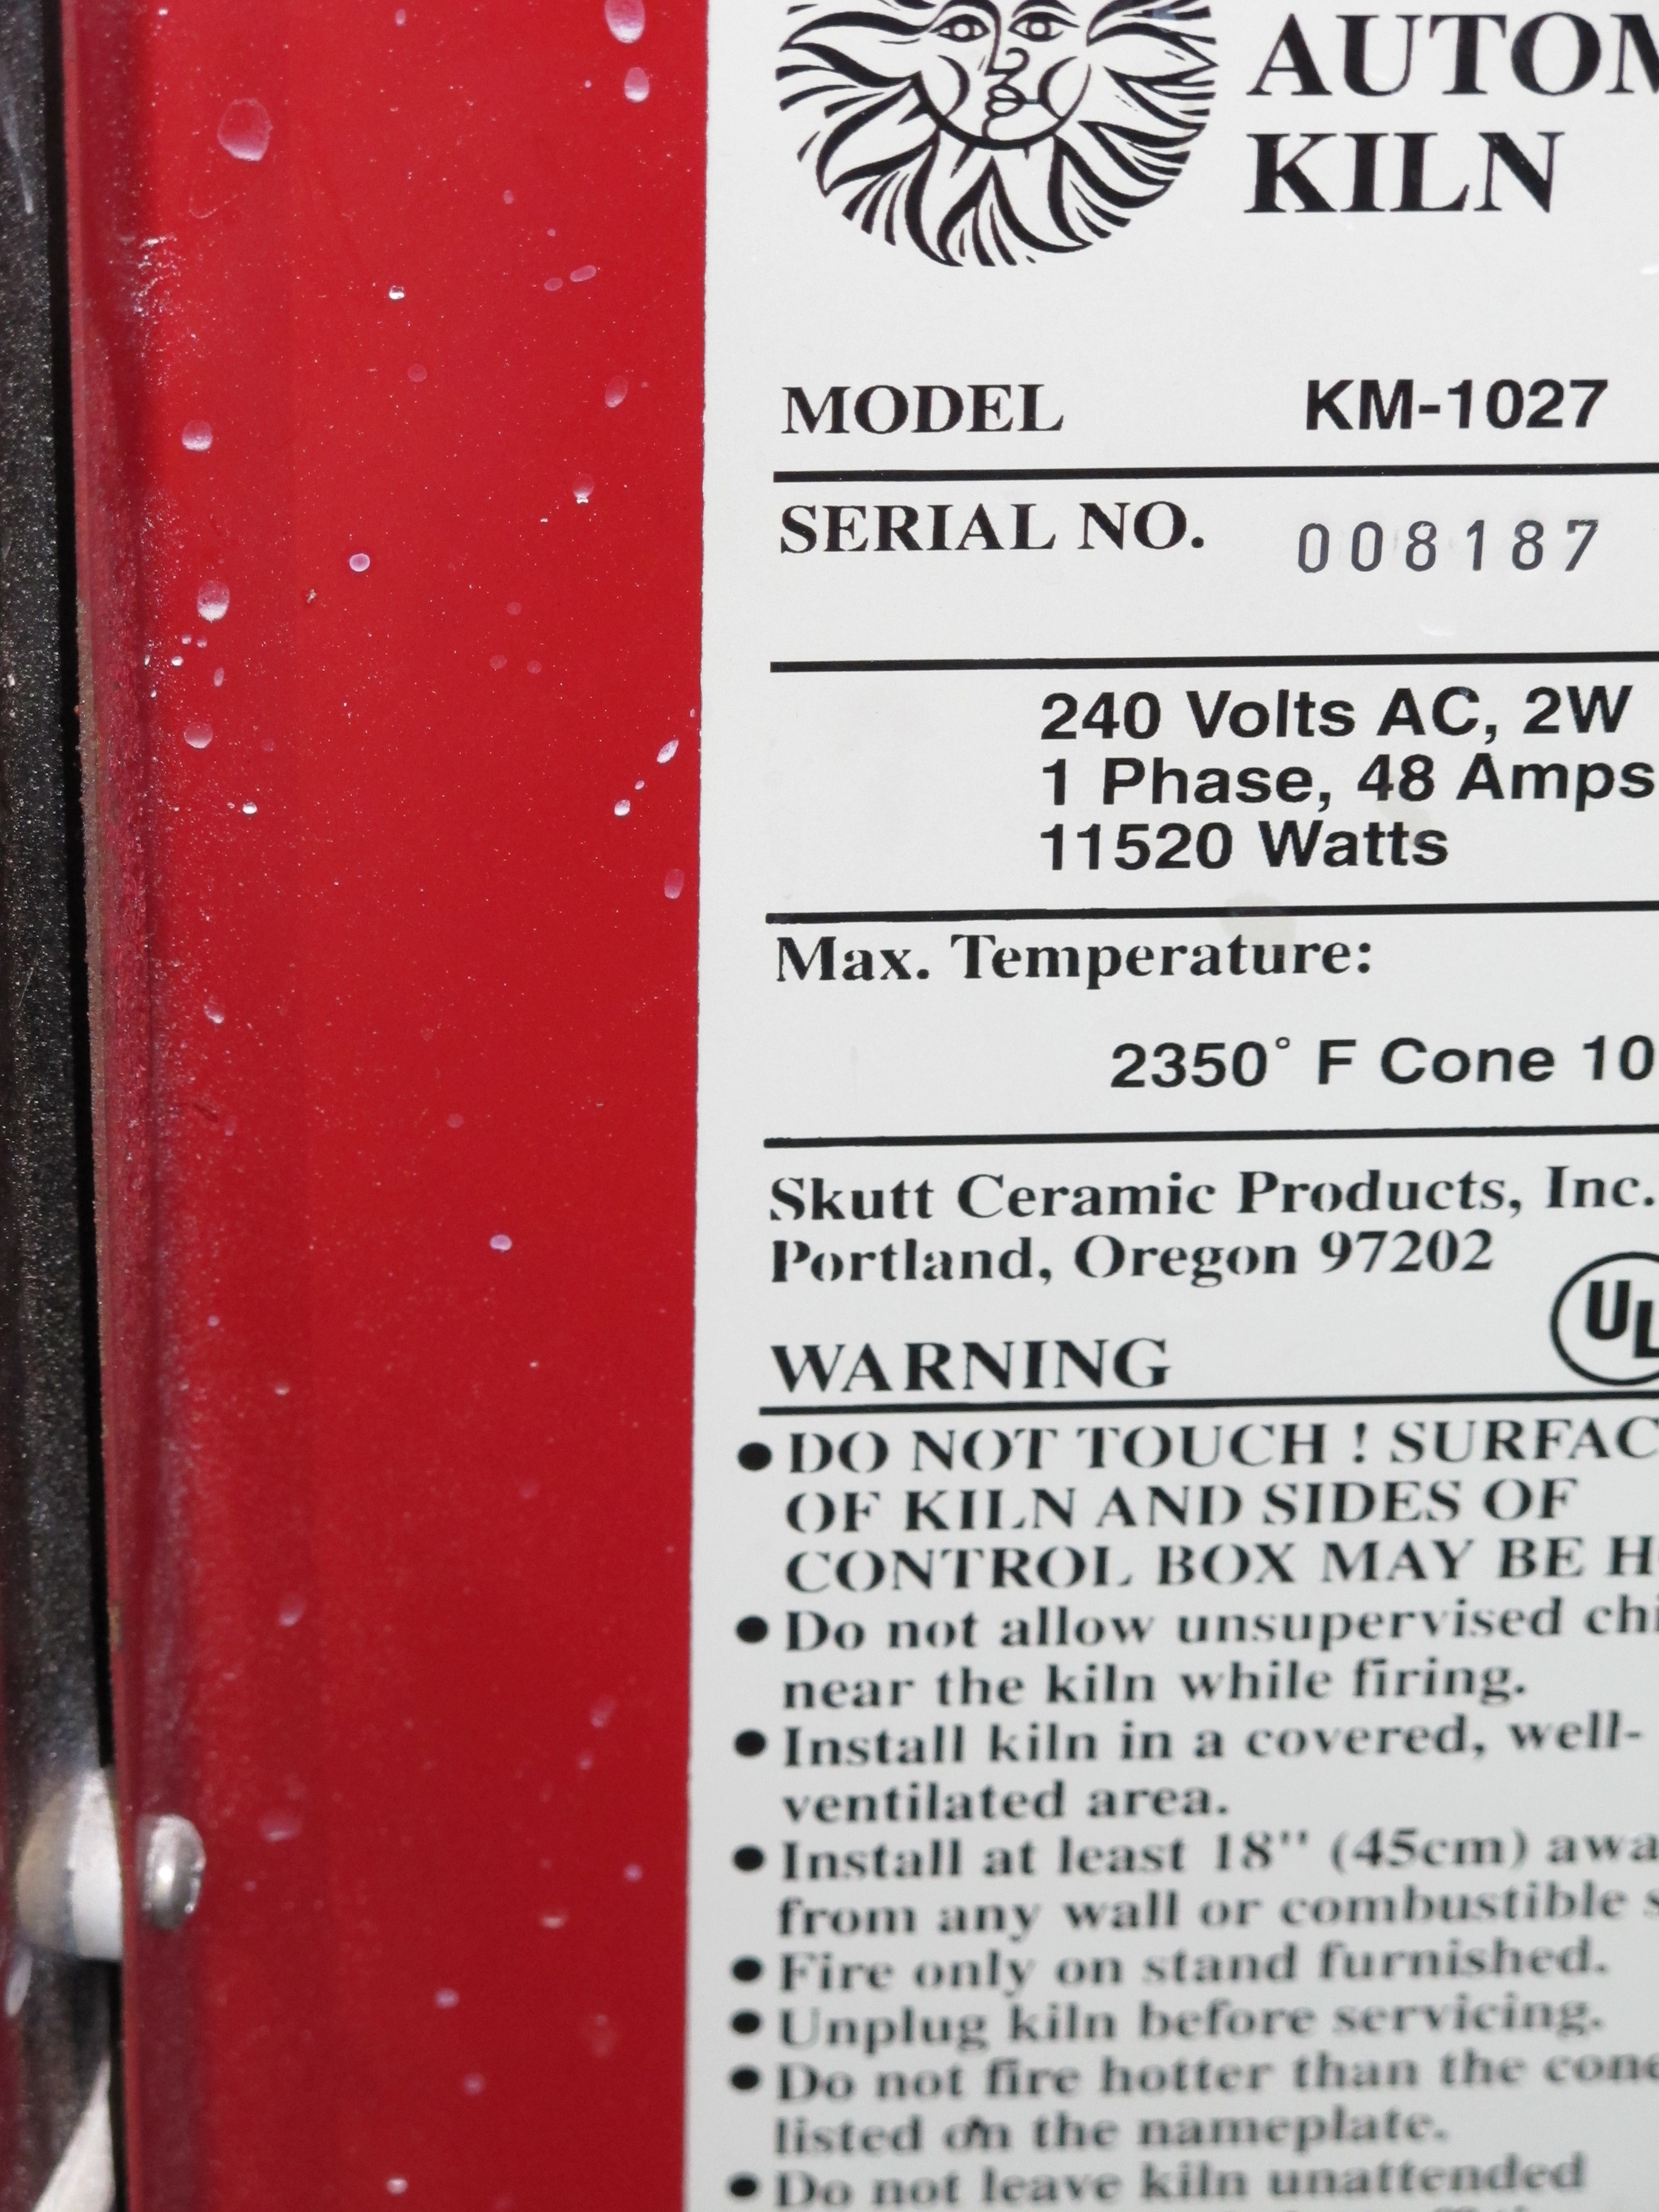 AUTOM
KILN
MODEL KM-1027
SERIAL NO. 008187
240 Volts AC, 2W
1 Phase, 48 Amps
11520 Watts
Max. Temperature:
2350° F Cone 10
Skutt Ceramic Products, Inc.
Portland, Oregon 97202
UL
WARNING
● DO NOT TOUCH ! SURFAC
OF KILN AND SIDES OF
CONTROL BOX MAY BE H
● Do not allow unsupervised chi
near the kiln while firing.
● Install kiln in a covered, well-
ventilated area.
● Install at least 18" (45cm) awa
from any wall or combustible s
● Fire only on stand furnished.
● Unplug kiln before servicing.
● Do not fire hotter than the cone
listed on the nameplate.
● Do not leave kiln unattended